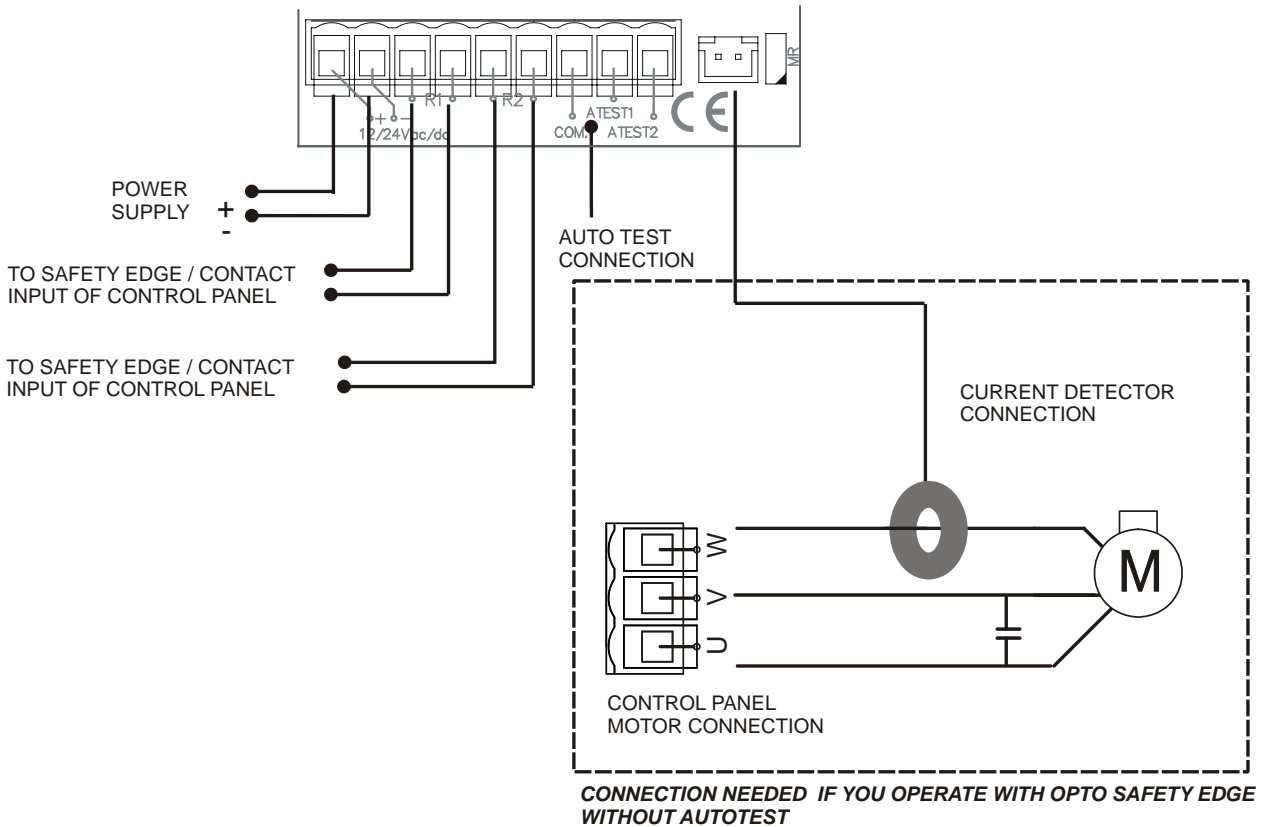 MR
R1
R2
+ -
12/24Vac/dc
COM.
ATEST1
ATEST2
CE
POWER
SUPPLY
+
-
AUTO TEST
CONNECTION
TO SAFETY EDGE / CONTACT
INPUT OF CONTROL PANEL
TO SAFETY EDGE / CONTACT
INPUT OF CONTROL PANEL
CURRENT DETECTOR
CONNECTION
W
V
U
M
CONTROL PANEL
MOTOR CONNECTION
CONNECTION NEEDED IF YOU OPERATE WITH OPTO SAFETY EDGE
WITHOUT AUTOTEST